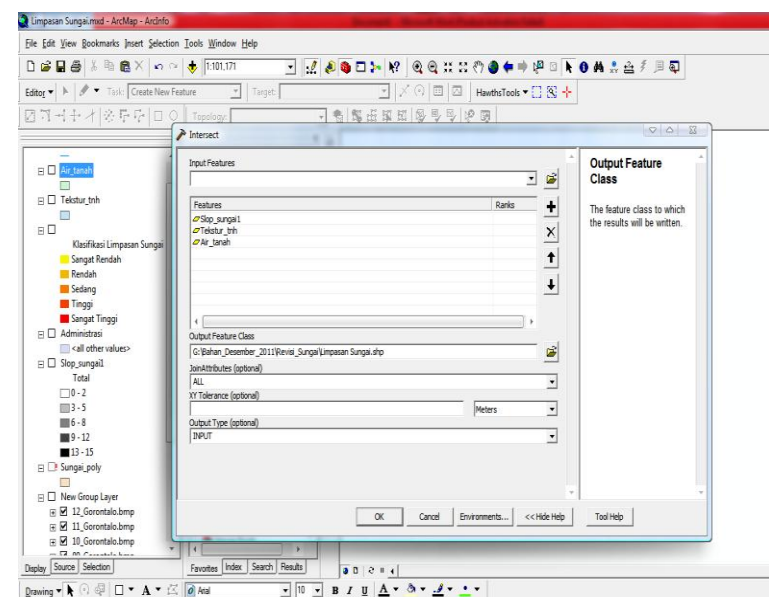 Limpasan Sungai.mxd - ArcMap - ArcInfo
File Edit View Bookmarks Insert Selection Tools Window Help
1:101,171
Editor Task: Create New Feature Target: HawthsTools
Topology:
Intersect
Air_tanah
Tekstur_tnh
Klasifikasi Limpasan Sungai
Sangat Rendah
Rendah
Sedang
Tinggi
Sangat Tinggi
Administrasi
<all other values>
Slop_sungai1
Total
0 - 2
3 - 5
6 - 8
9 - 12
13 - 15
Sungai_poly
New Group Layer
12_Gorontalo.bmp
11_Gorontalo.bmp
10_Gorontalo.bmp
Display Source Selection
Favorites Index Search Results
Drawing A Arial 10 B I U A
Input Features
Features Ranks
Slop_sungai1
Tekstur_tnh
Air_tanah
Output Feature Class
G:\Bahan_Desember_2011\Revisi_Sungai\Limpasan Sungai.shp
JoinAttributes (optional)
ALL
XY Tolerance (optional)
Meters
Output Type (optional)
INPUT
OK Cancel Environments... << Hide Help Tool Help
Output Feature
Class
The feature class to which
the results will be written.